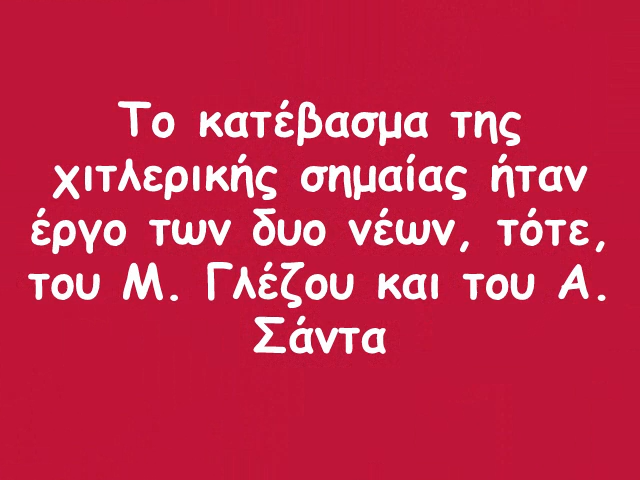 Το κατέβασμα της
χιτλερικής σημαίας ήταν
έργο των δυο νέων, τότε,
του Μ. Γλέζου και του Α.
Σάντα